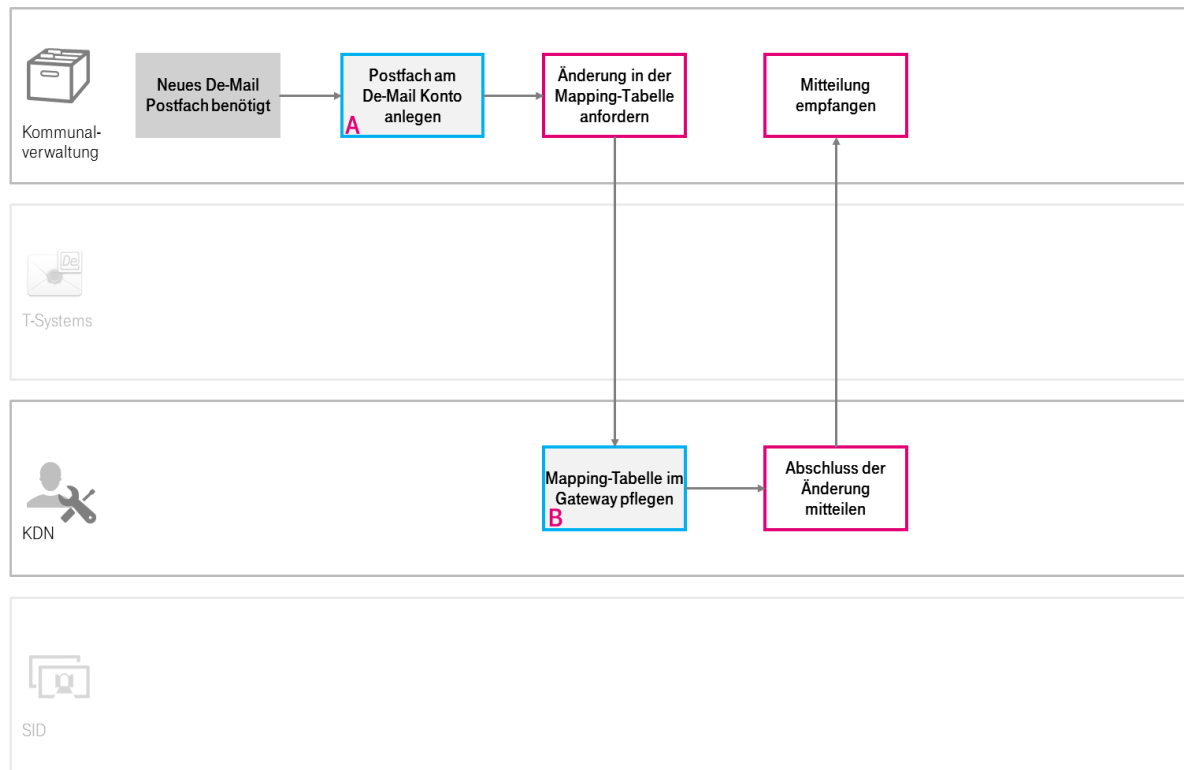 Neues De-Mail
Postfach benötigt
Postfach am
De-Mail Konto
anlegen
A
Änderung in der
Mapping-Tabelle
anfordern
Mitteilung
empfangen
Kommunal-
verwaltung
De
T-Systems
Mapping-Tabelle im
Gateway pflegen
B
Abschluss der
Änderung
mitteilen
KDN
SID